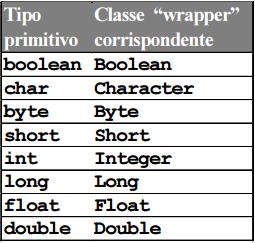 Tipo Classe “wrapper”
primitivo corrispondente
boolean Boolean
char Character
byte Byte
short Short
int Integer
long Long
float Float
double Double